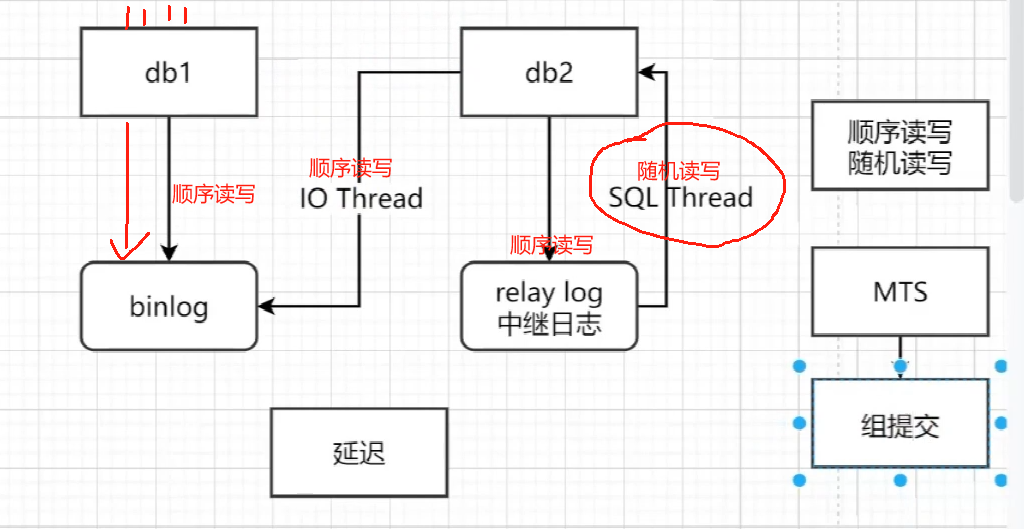 db1
db2
顺序读写
随机读写
顺序读写
IO Thread
随机读写
SQL Thread
顺序读写
顺序读写
binlog
relay log
中继日志
MTS
组提交
延迟